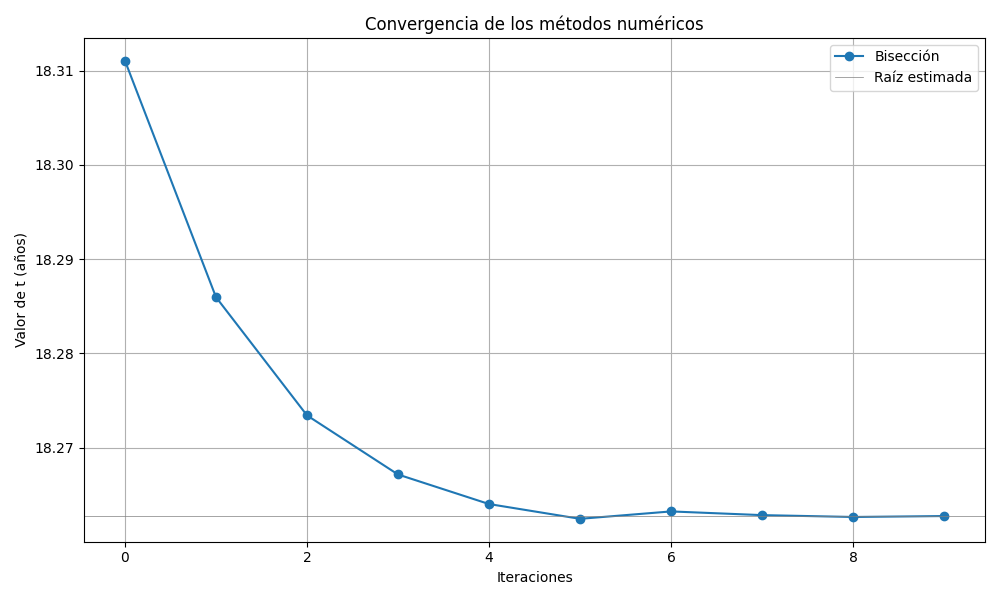 Convergencia de los métodos numéricos
Bisección
Raíz estimada
18.31
18.30
18.29
18.28
18.27
Valor de t (años)
0
2
4
6
8
Iteraciones